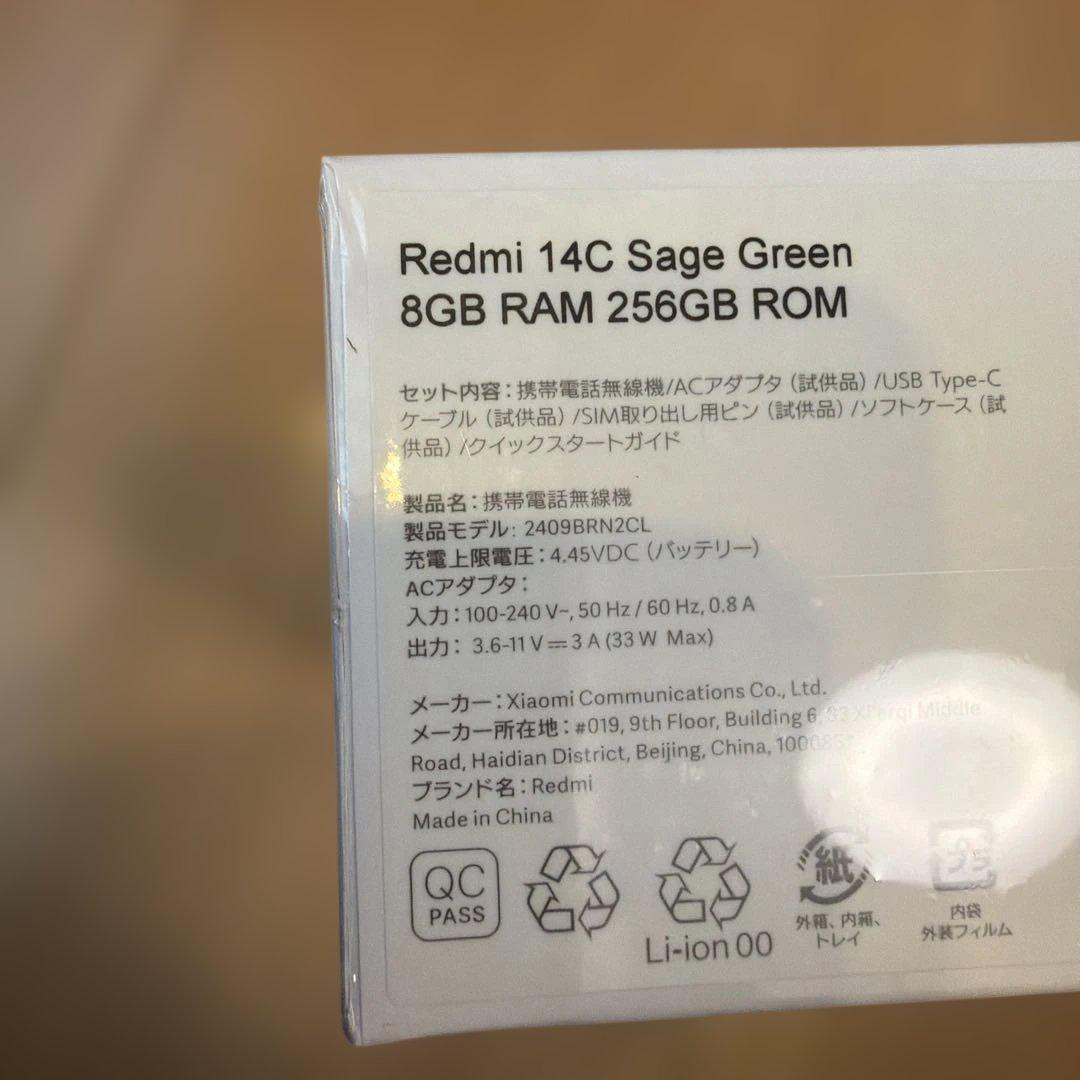 Redmi 14C Sage Green
8GB RAM 256GB ROM
セット内容：携帯電話無線機/ACアダプタ（試供品）/USB Type-C
ケーブル（試供品）/SIM取り出し用ピン（試供品）/ソフトケース（試
供品）/クイックスタートガイド
製品名：携帯電話無線機
製品モデル: 2409BRN2CL
充電上限電圧：4.45VDC（バッテリー）
ACアダプタ：
入力：100-240 V~, 50 Hz / 60 Hz, 0.8 A
出力： 3.6-11 V⎓3 A (33 W Max)
メーカー：Xiaomi Communications Co., Ltd.
メーカー所在地：#019, 9th Floor, Building 6, 33 Xi'erqi Middle
Road, Haidian District, Beijing, China, 100085
ブランド名：Redmi
Made in China
QC
PASS
Li-ion 00
紙
外箱、内箱、
トレイ
プラ
内袋
外装フィルム